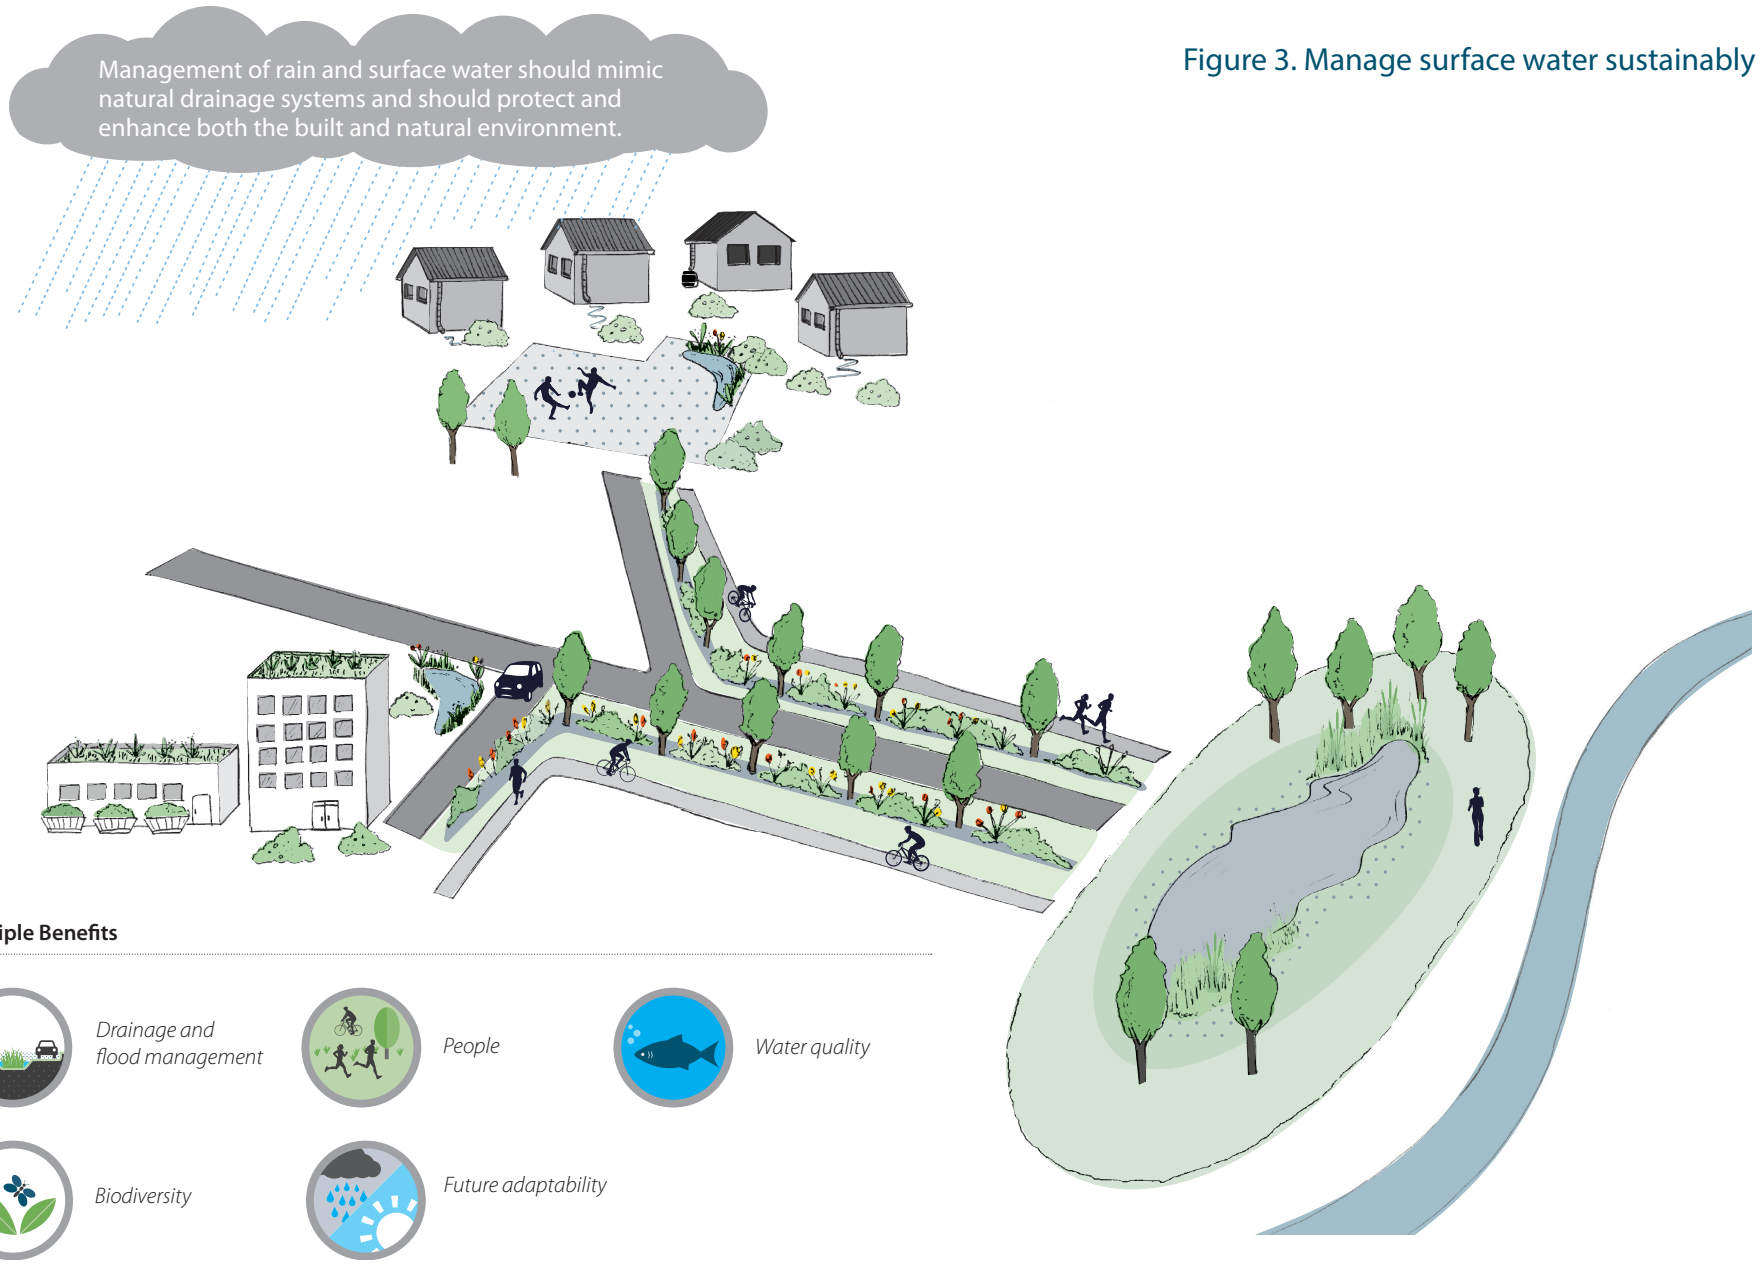 Management of rain and surface water should mimic
natural drainage systems and should protect and
enhance both the built and natural environment.
Figure 3. Manage surface water sustainably
iple Benefits
Drainage and
flood management
People
Water quality
Biodiversity
Future adaptability